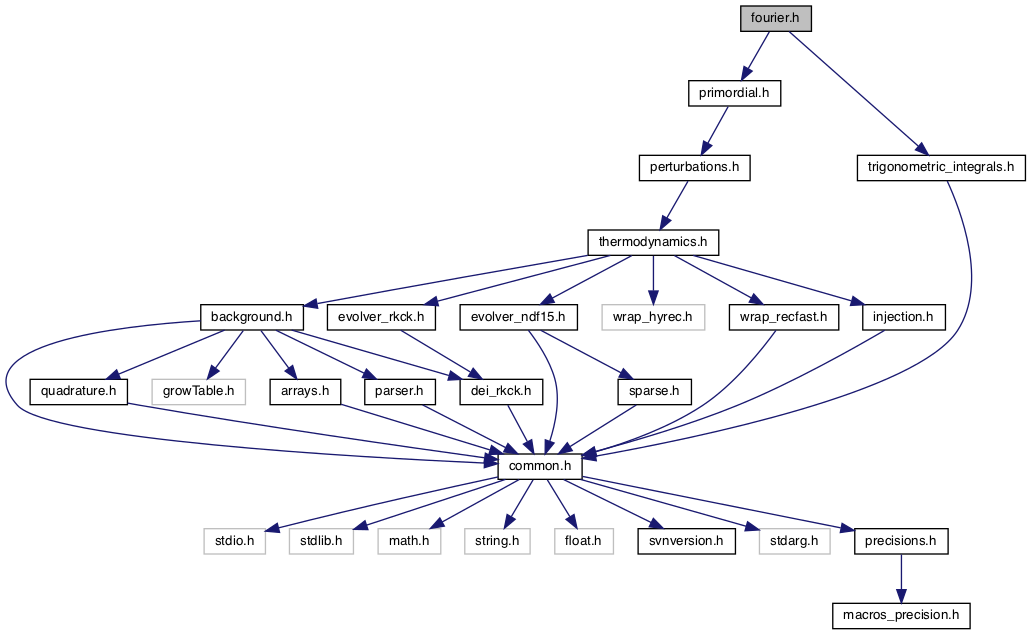 fourier.h
primordial.h
perturbations.h
trigonometric_integrals.h
thermodynamics.h
background.h
evolver_rkck.h
evolver_ndf15.h
wrap_hyrec.h
wrap_recfast.h
injection.h
quadrature.h
growTable.h
arrays.h
parser.h
dei_rkck.h
sparse.h
common.h
stdio.h
stdlib.h
math.h
string.h
float.h
svnversion.h
stdarg.h
precisions.h
macros_precision.h